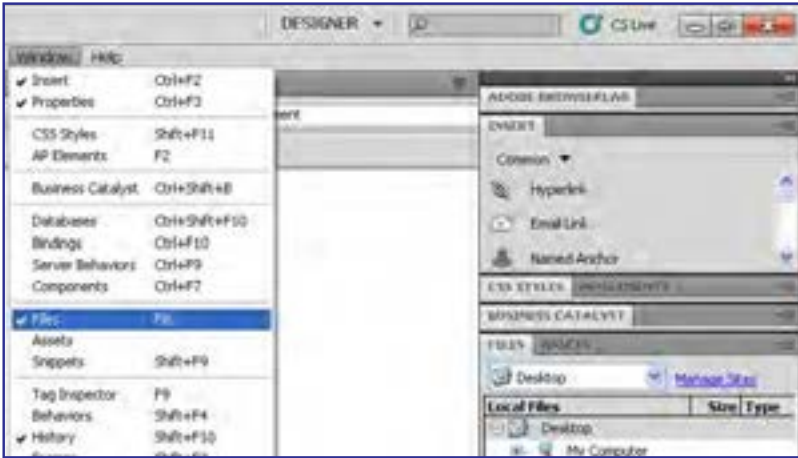 DESIGNER
CS Live
Window Help
Insert Ctrl+F2
Properties Ctrl+F3
CSS Styles Shift+F11
AP Elements F2
Business Catalyst Ctrl+Shift+B
Databases Ctrl+Shift+F10
Bindings Ctrl+F10
Server Behaviors Ctrl+F9
Components Ctrl+F7
Files F8
Assets
Snippets Shift+F9
Tag Inspector F9
Behaviors Shift+F4
History Shift+F10
ment
ADOBE BROWSERLAB
INSERT
Common
Hyperlink
Email Link
Named Anchor
CSS STYLES AP ELEMENTS
BUSINESS CATALYST
FILES ASSETS
Desktop Manage Sites
Local Files Size Type
Desktop
My Computer